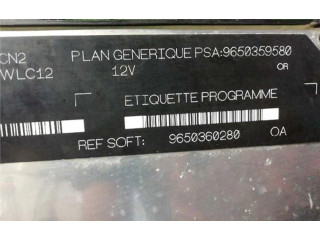 CN2 PLAN GENERIQUE PSA:9650359580
WLC12 12V OR
ETIQUETTE PROGRAMME
REF SOFT: 9650360280 OA